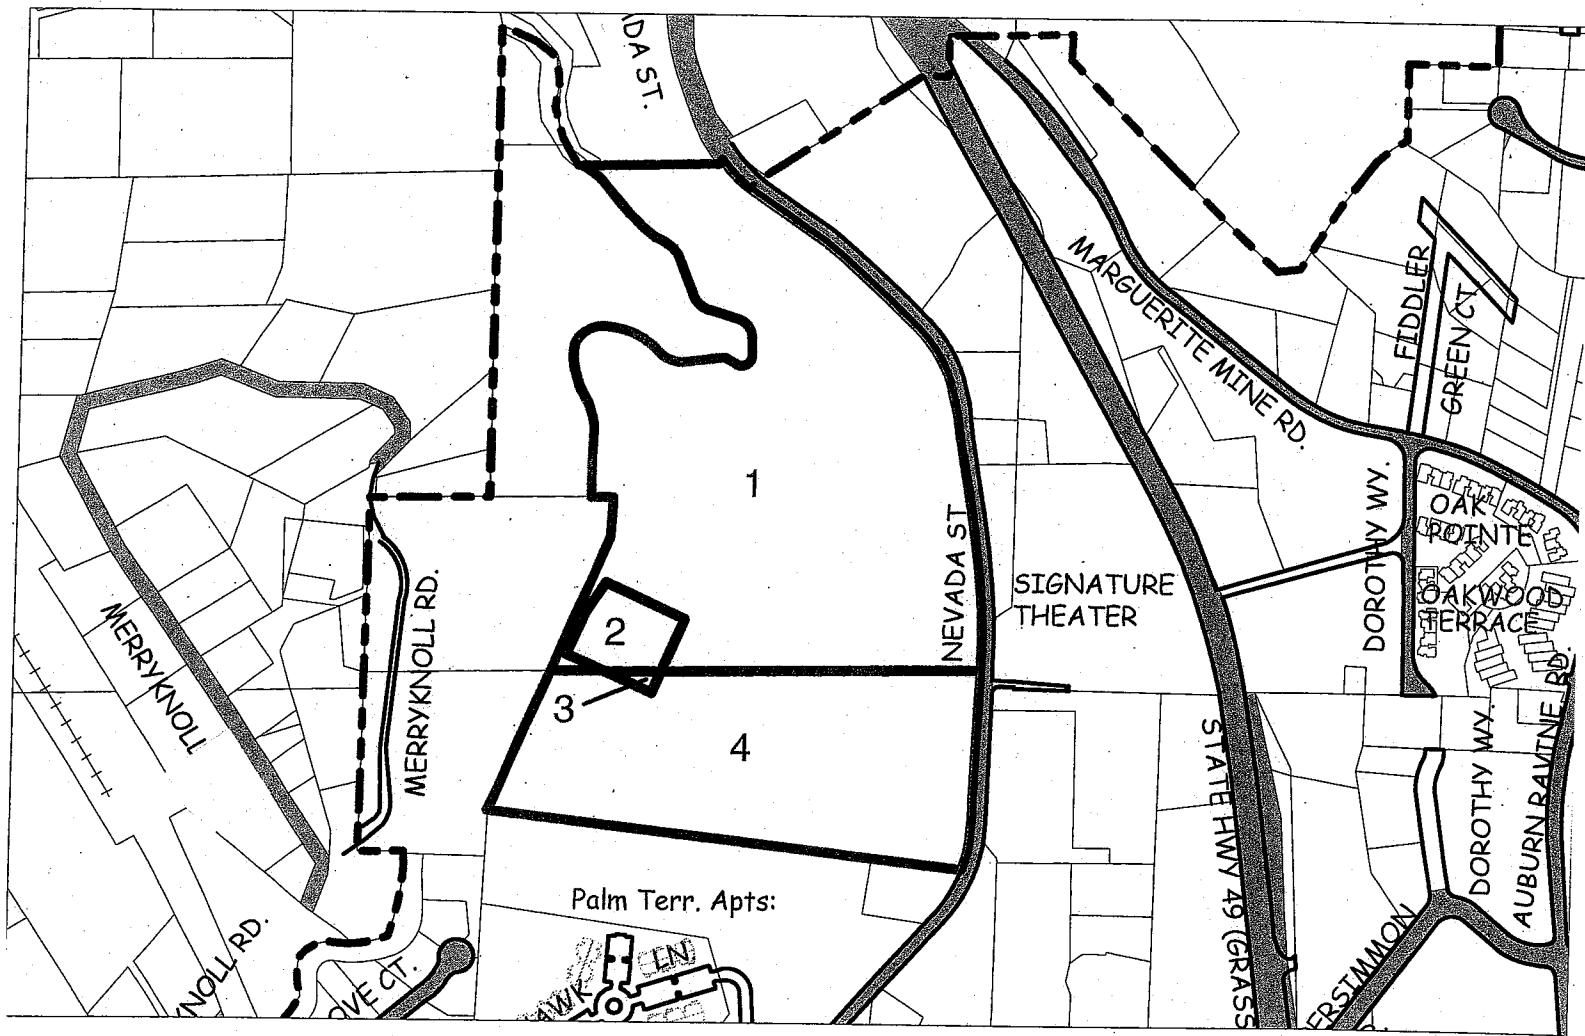 ADA ST.
MARGUERITE MINE RD.
FIDDLER
GREEN CT
1
NEVADA ST
DOROTHY WY.
OAK
POINTE
OAKWOOD
TERRACE
SIGNATURE
THEATER
MERRYKNOLL
MERRYKNOLL RD.
2
3
4
STATE HWY 49 (GRASS
DOROTHY WY.
AUBURN RAVINE RD.
Palm Terr. Apts:
KNOLL RD.
OVE CT.
AWK
LN
ERSIMMON